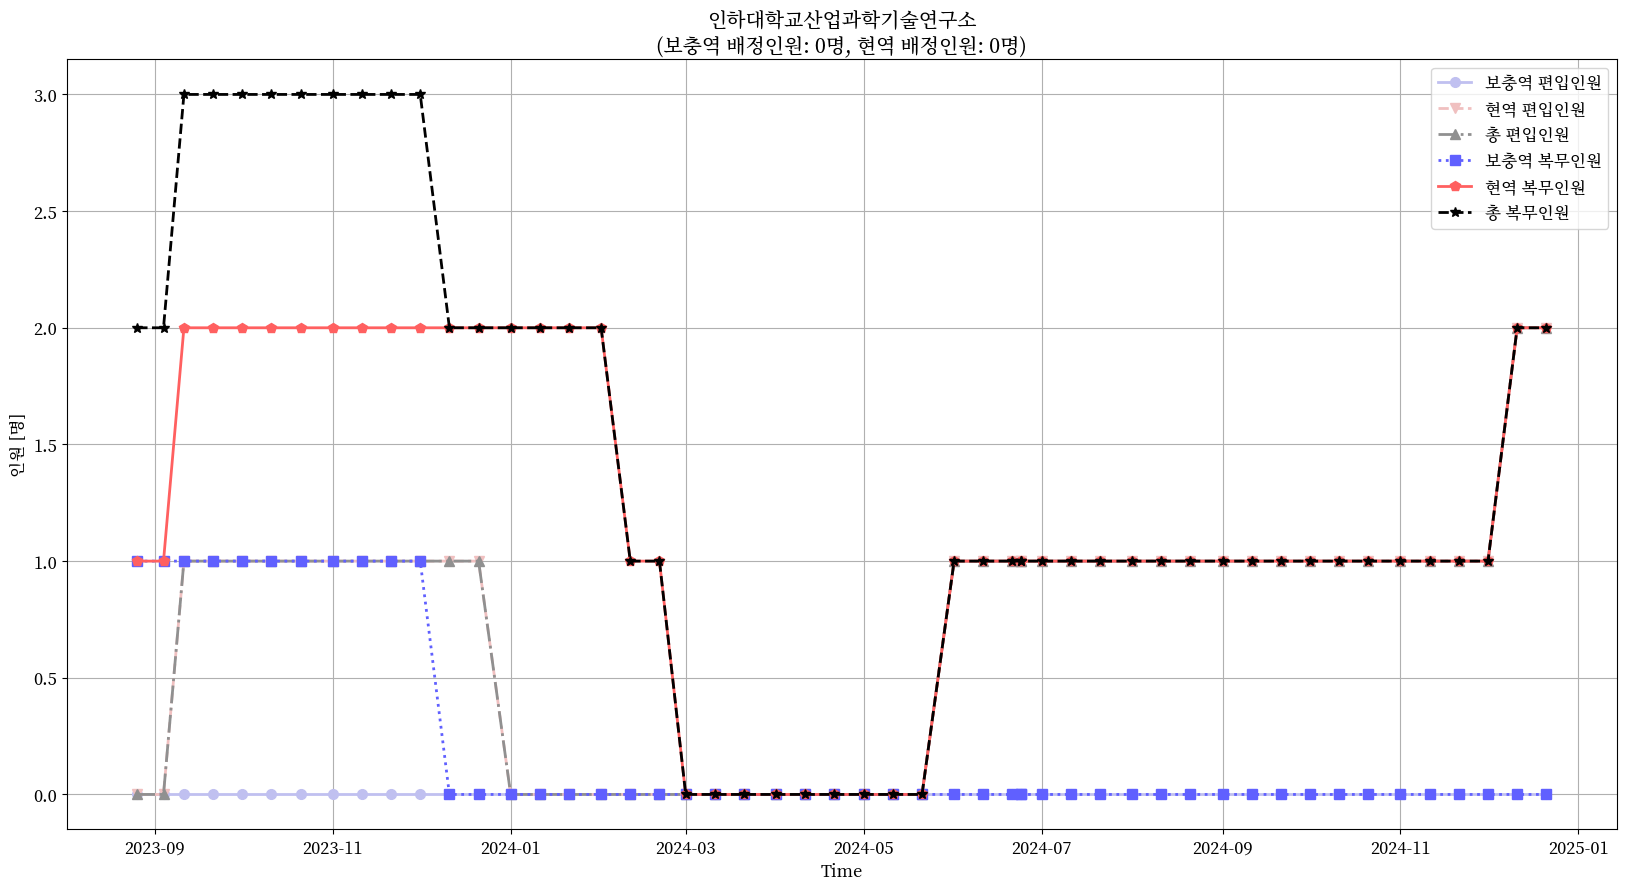 인하대학교산업과학기술연구소
(보충역 배정인원: 0명, 현역 배정인원: 0명)
보충역 편입인원
현역 편입인원
총 편입인원
보충역 복무인원
현역 복무인원
총 복무인원
인원 [명]
3.0
2.5
2.0
1.5
1.0
0.5
0.0
2023-09
2023-11
2024-01
2024-03
2024-05
2024-07
2024-09
2024-11
2025-01
Time